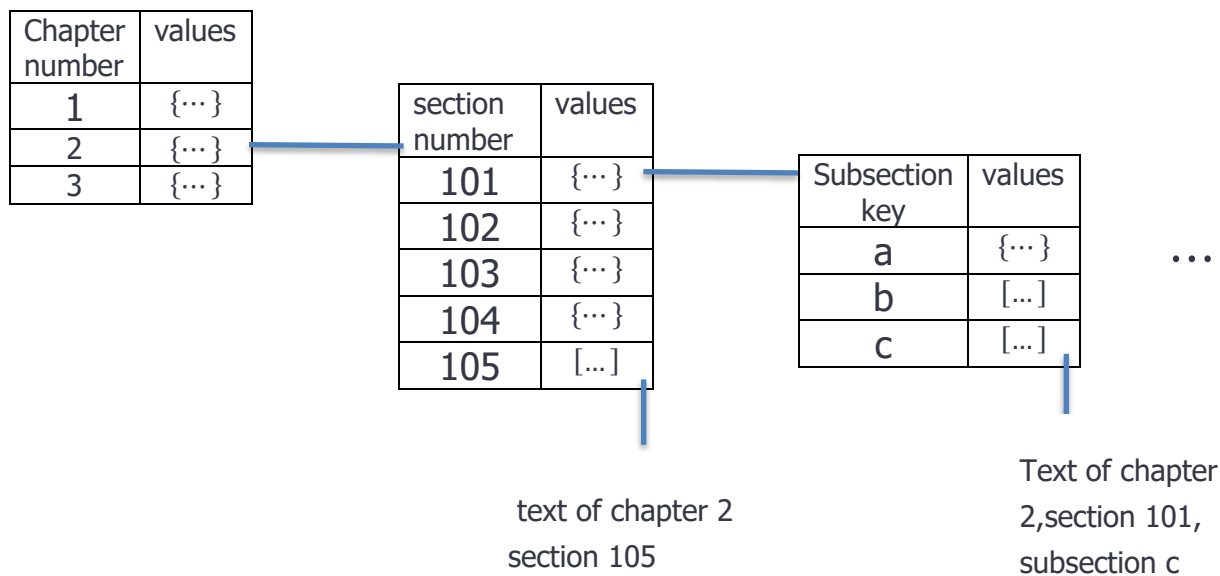 Chapter number values
1 {⋯}
2 {⋯}
3 {⋯}
section number values
101 {⋯}
102 {⋯}
103 {⋯}
104 {⋯}
105 [...]
Subsection key values
a {⋯}
b [...]
c [...]
...
text of chapter 2
section 105
Text of chapter
2,section 101,
subsection c